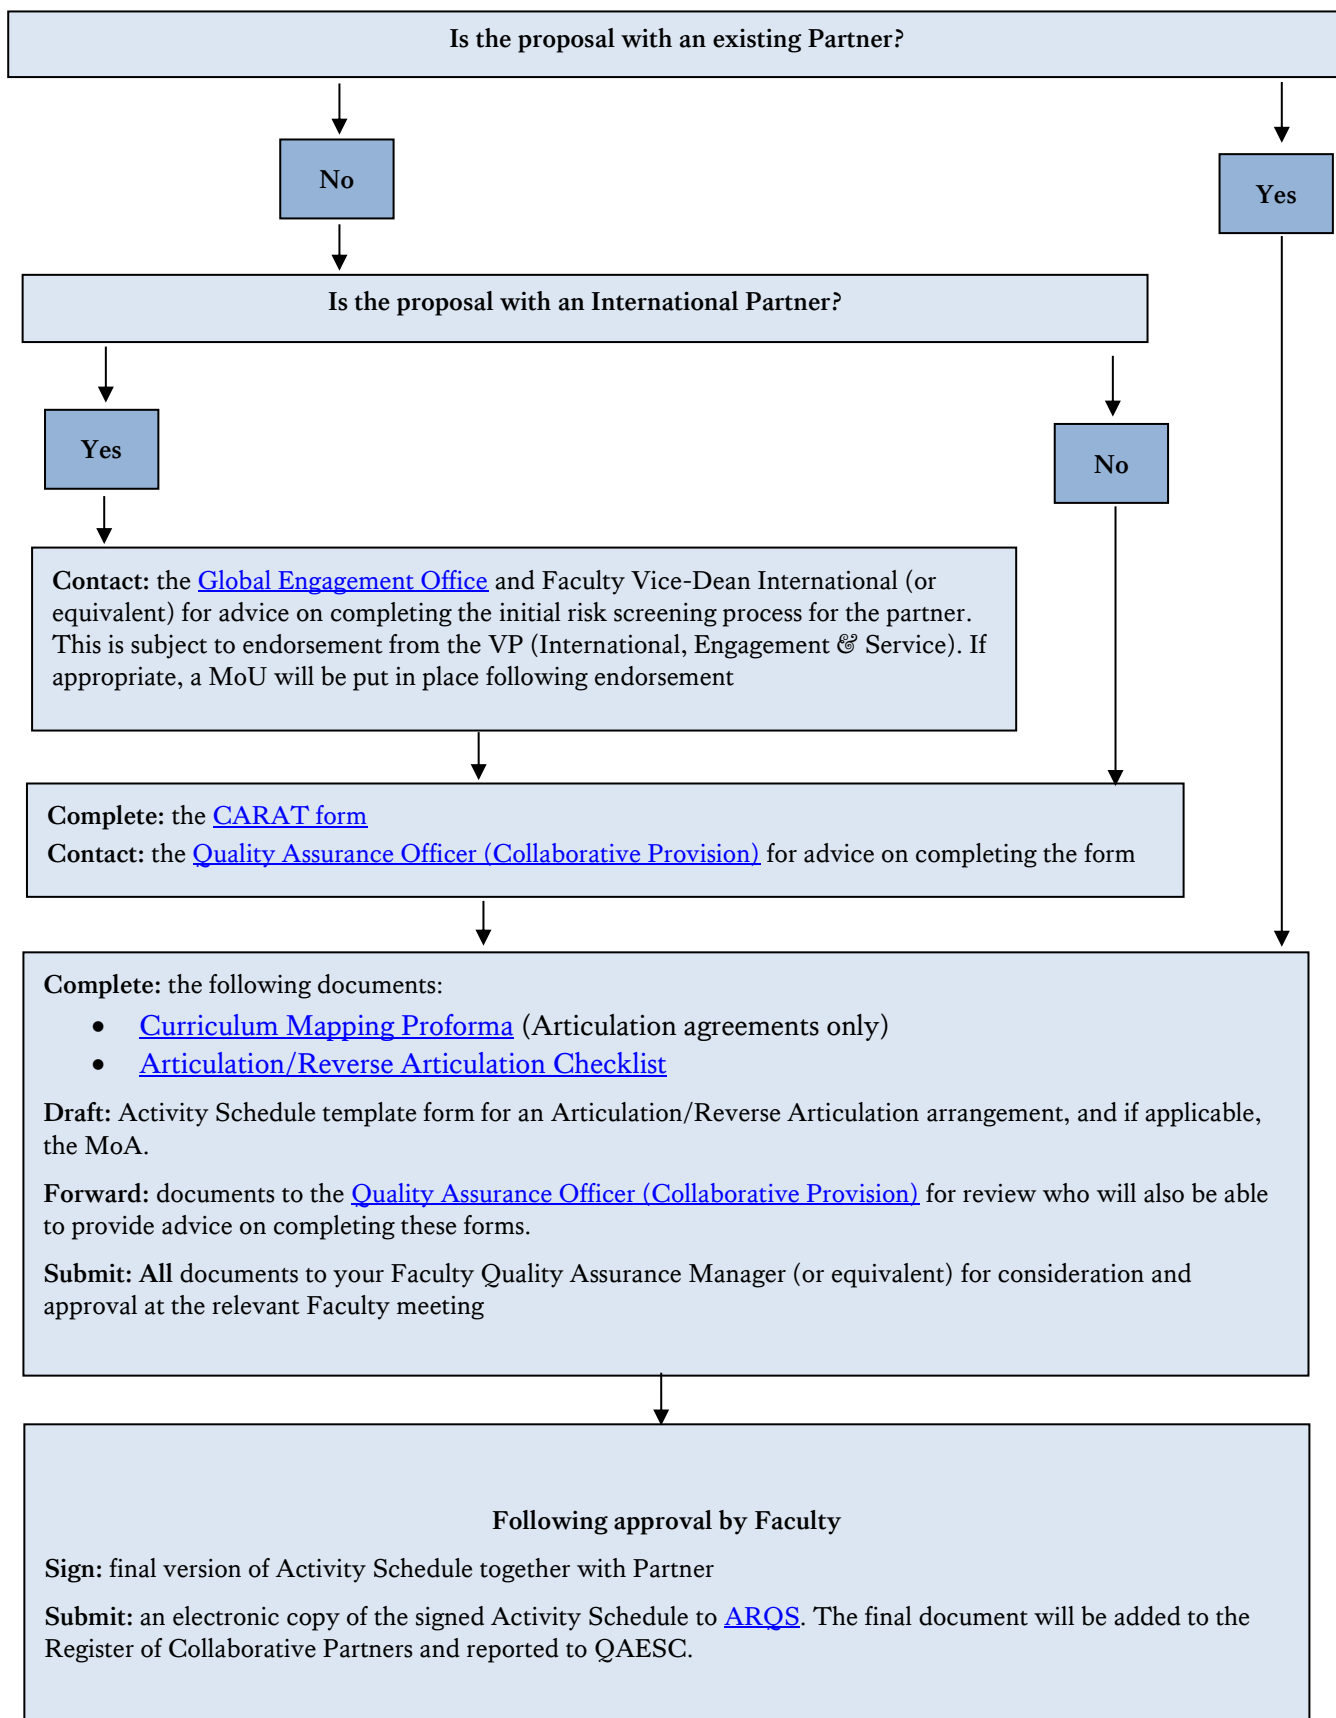 Is the proposal with an existing Partner?
No
Yes
Is the proposal with an International Partner?
Yes
No
Contact: the Global Engagement Office and Faculty Vice-Dean International (or
equivalent) for advice on completing the initial risk screening process for the partner.
This is subject to endorsement from the VP (International, Engagement & Service). If
appropriate, a MoU will be put in place following endorsement
Complete: the CARAT form
Contact: the Quality Assurance Officer (Collaborative Provision) for advice on completing the form
Complete: the following documents:
• Curriculum Mapping Proforma (Articulation agreements only)
• Articulation/Reverse Articulation Checklist
Draft: Activity Schedule template form for an Articulation/Reverse Articulation arrangement, and if applicable,
the MoA.
Forward: documents to the Quality Assurance Officer (Collaborative Provision) for review who will also be able
to provide advice on completing these forms.
Submit: All documents to your Faculty Quality Assurance Manager (or equivalent) for consideration and
approval at the relevant Faculty meeting
Following approval by Faculty
Sign: final version of Activity Schedule together with Partner
Submit: an electronic copy of the signed Activity Schedule to ARQS. The final document will be added to the
Register of Collaborative Partners and reported to QAESC.